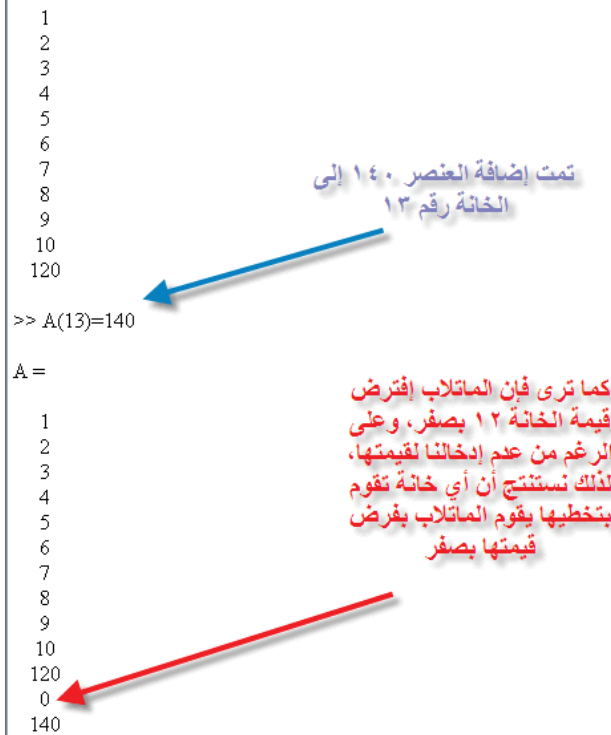 1
2
3
4
5
6
7
8
9
10
120
تمت إضافة العنصر ١٤٠ إلى
الخانة رقم ١٣
>> A(13)=140
A =
كما ترى فإن الماتلاب إفترض
قيمة الخانة ١٢ بصفر، وعلى
الرغم من عدم إدخالنا لقيمتها،
لذلك نستنتج أن أي خانة تقوم
بتخطيها يقوم الماتلاب بفرض
قيمتها بصفر
1
2
3
4
5
6
7
8
9
10
120
0
140